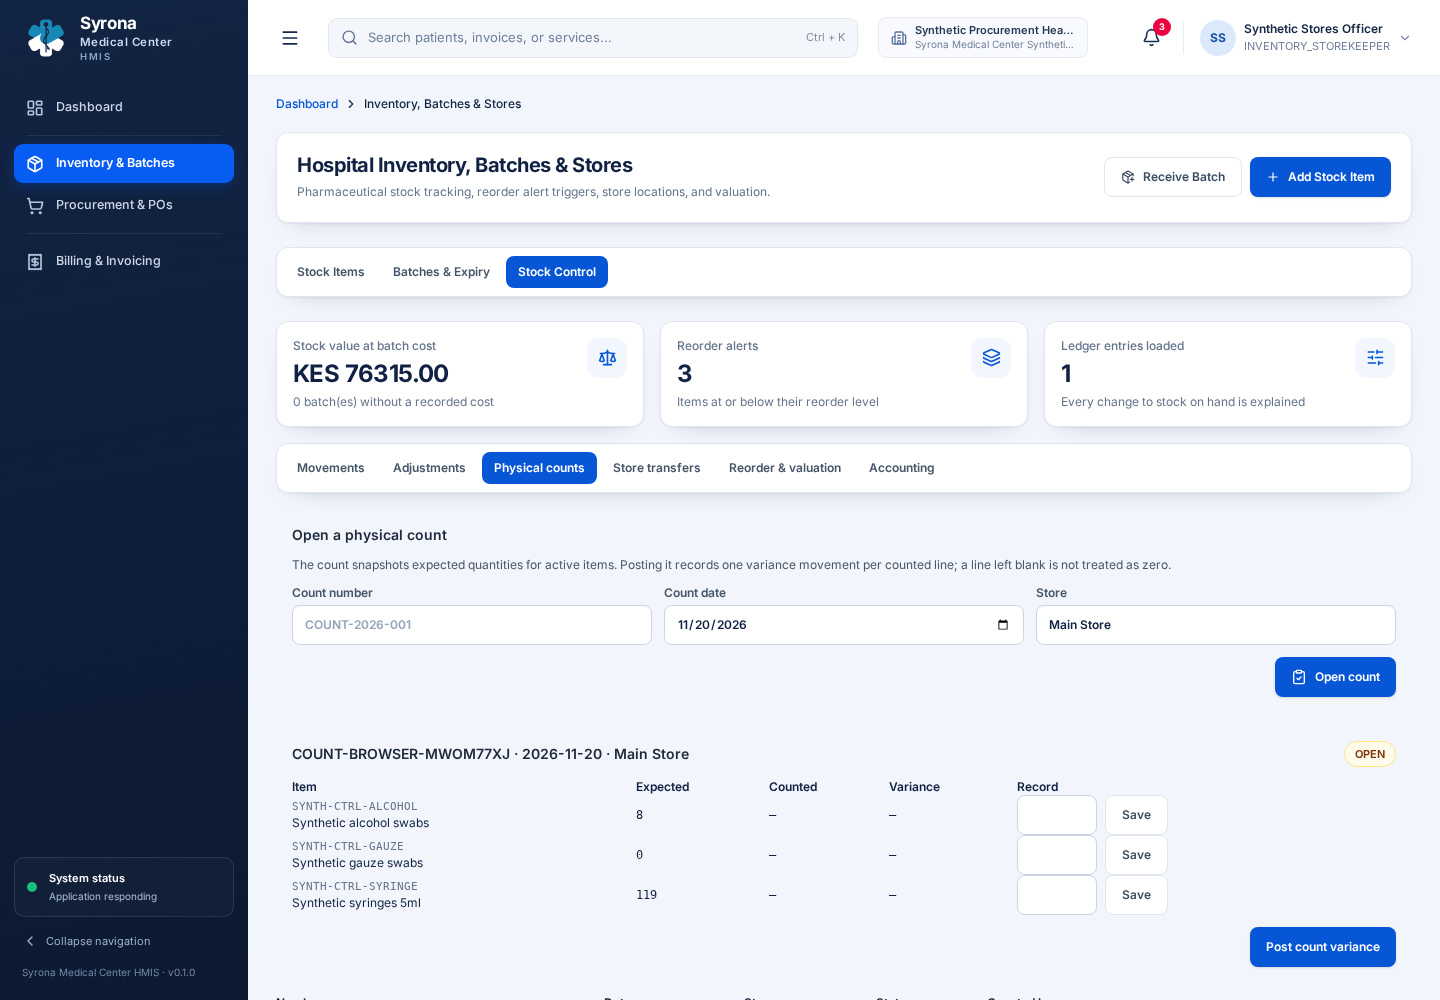 Syrona
Medical Center
HMIS
Search patients, invoices, or services...
Ctrl + K
Synthetic Procurement Hea...
Syrona Medical Center Syntheti...
3
SS
Synthetic Stores Officer
INVENTORY_STOREKEEPER
Dashboard
Inventory & Batches
Procurement & POs
Billing & Invoicing
System status
Application responding
Collapse navigation
Syrona Medical Center HMIS · v0.1.0
Dashboard > Inventory, Batches & Stores
Hospital Inventory, Batches & Stores
Pharmaceutical stock tracking, reorder alert triggers, store locations, and valuation.
Receive Batch
Add Stock Item
Stock Items Batches & Expiry Stock Control
Stock value at batch cost
KES 76315.00
0 batch(es) without a recorded cost
Reorder alerts
3
Items at or below their reorder level
Ledger entries loaded
1
Every change to stock on hand is explained
Movements Adjustments Physical counts Store transfers Reorder & valuation Accounting
Open a physical count
The count snapshots expected quantities for active items. Posting it records one variance movement per counted line; a line left blank is not treated as zero.
Count number Count date Store
COUNT-2026-001 11/20/2026 Main Store
Open count
COUNT-BROWSER-MWOM77XJ · 2026-11-20 · Main Store OPEN
Item Expected Counted Variance Record
SYNTH-CTRL-ALCOHOL
Synthetic alcohol swabs 8 — — Save
SYNTH-CTRL-GAUZE
Synthetic gauze swabs 0 — — Save
SYNTH-CTRL-SYRINGE
Synthetic syringes 5ml 119 — — Save
Post count variance